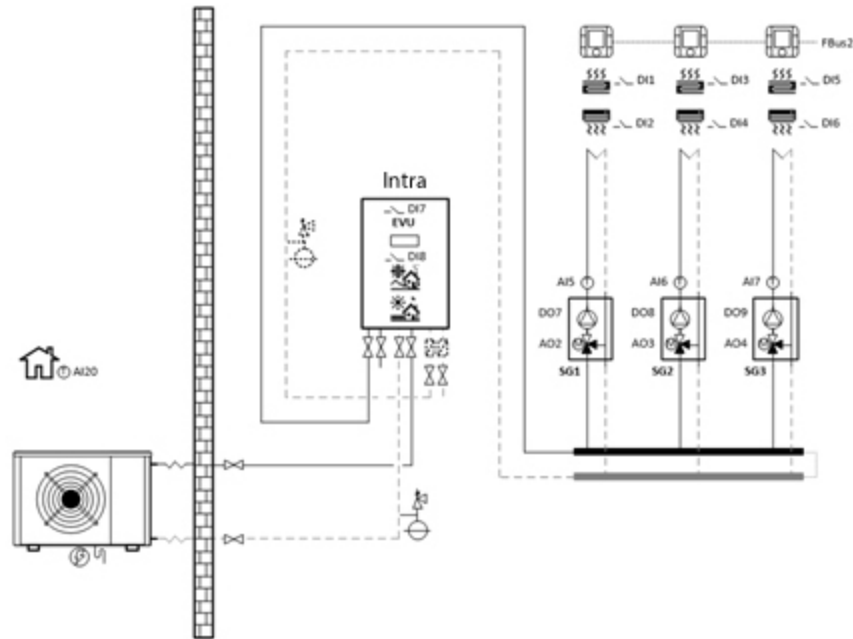 FBus2
DI1
DI3
DI5
DI2
DI4
DI6
Intra
DI7
EVU
DI8
AI5
AI6
AI7
DO7
DO8
DO9
AO2
AO3
AO4
SG1
SG2
SG3
T AI20